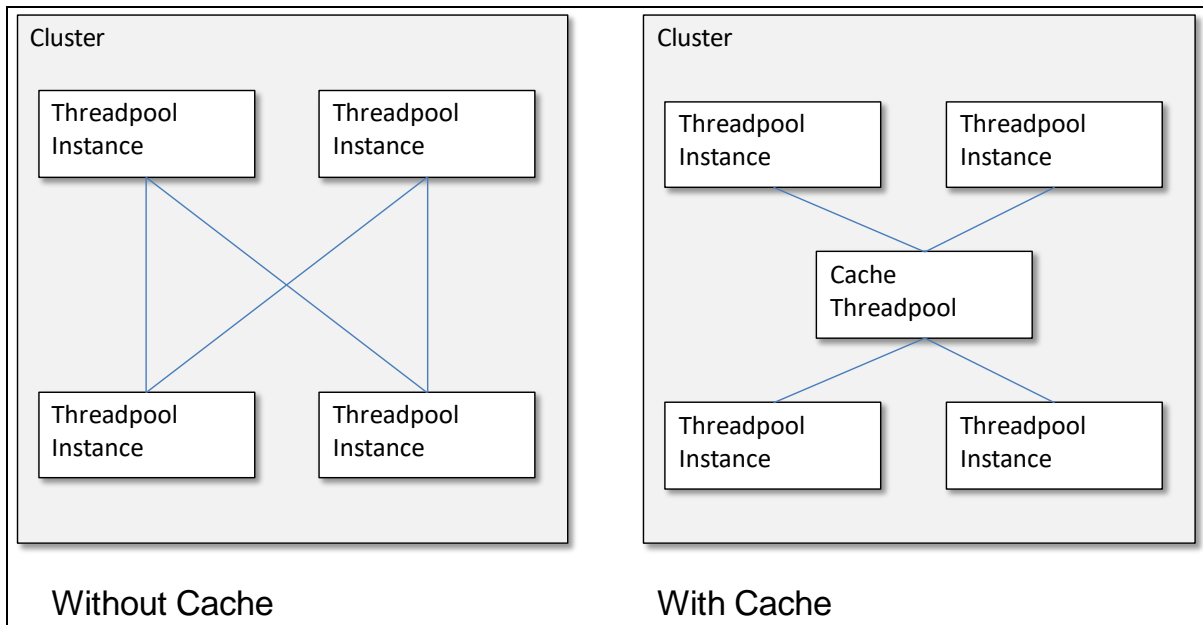 Cluster
Threadpool
Instance
Threadpool
Instance
Threadpool
Instance
Threadpool
Instance
Without Cache
Cluster
Threadpool
Instance
Threadpool
Instance
Cache
Threadpool
Threadpool
Instance
Threadpool
Instance
With Cache